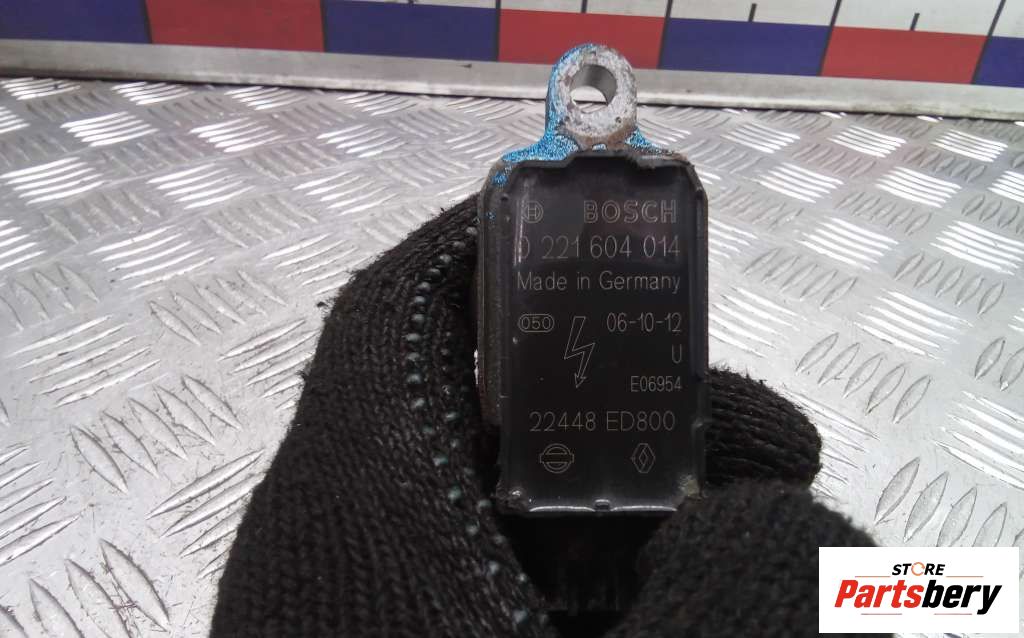 BOSCH
0 221 604 014
Made in Germany
050 06-10-12
U
E06954
22448 ED800
STORE
Partsbery